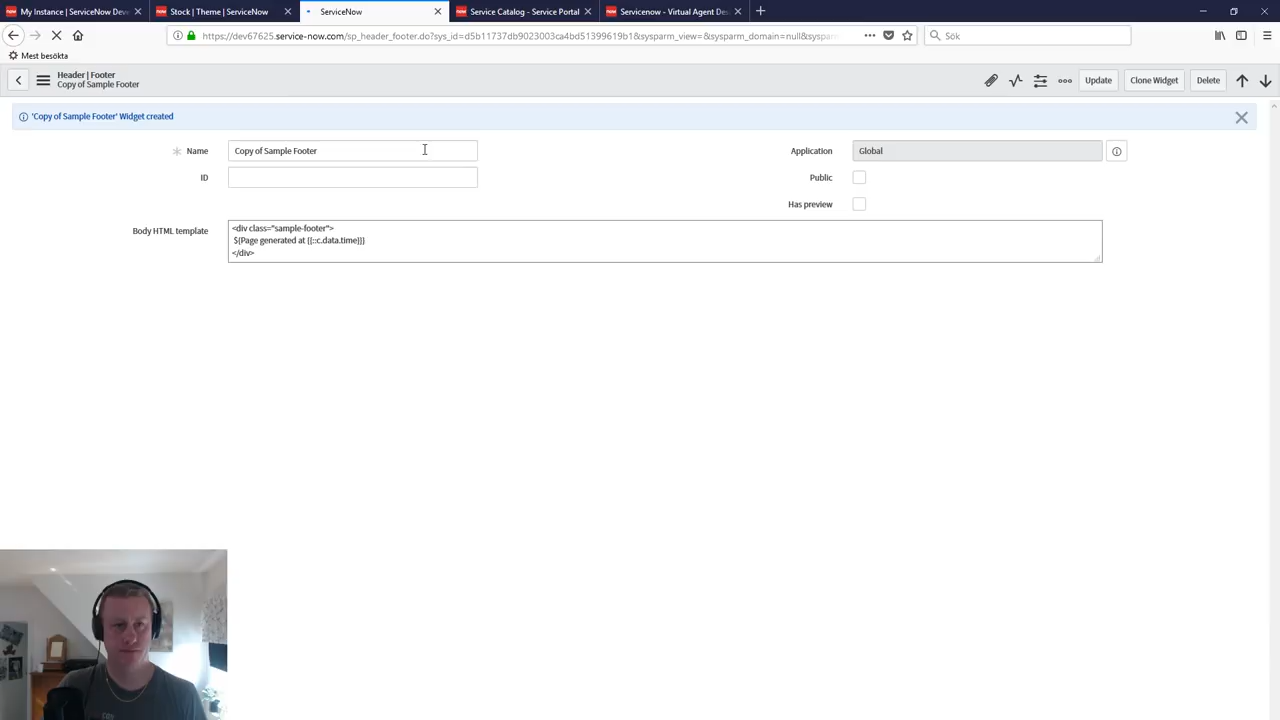 My Instance | ServiceNow Dev
Stock | Theme | ServiceNow
ServiceNow
Service Catalog - Service Portal
Servicenow - Virtual Agent Des
https://dev67625.service-now.com/sp_header_footer.do?sys_id=d5b11737db9023003ca4bd51399619b1&sysparm_view=&sysparm_domain=null&sysparm
Sök
Mest besökta
Header | Footer
Copy of Sample Footer
Update
Clone Widget
Delete
'Copy of Sample Footer' Widget created
Name
Copy of Sample Footer
Application
Global
ID
Public
Has preview
Body HTML template
<div class="sample-footer">
${Page generated at {{::c.data.time}}}
</div>